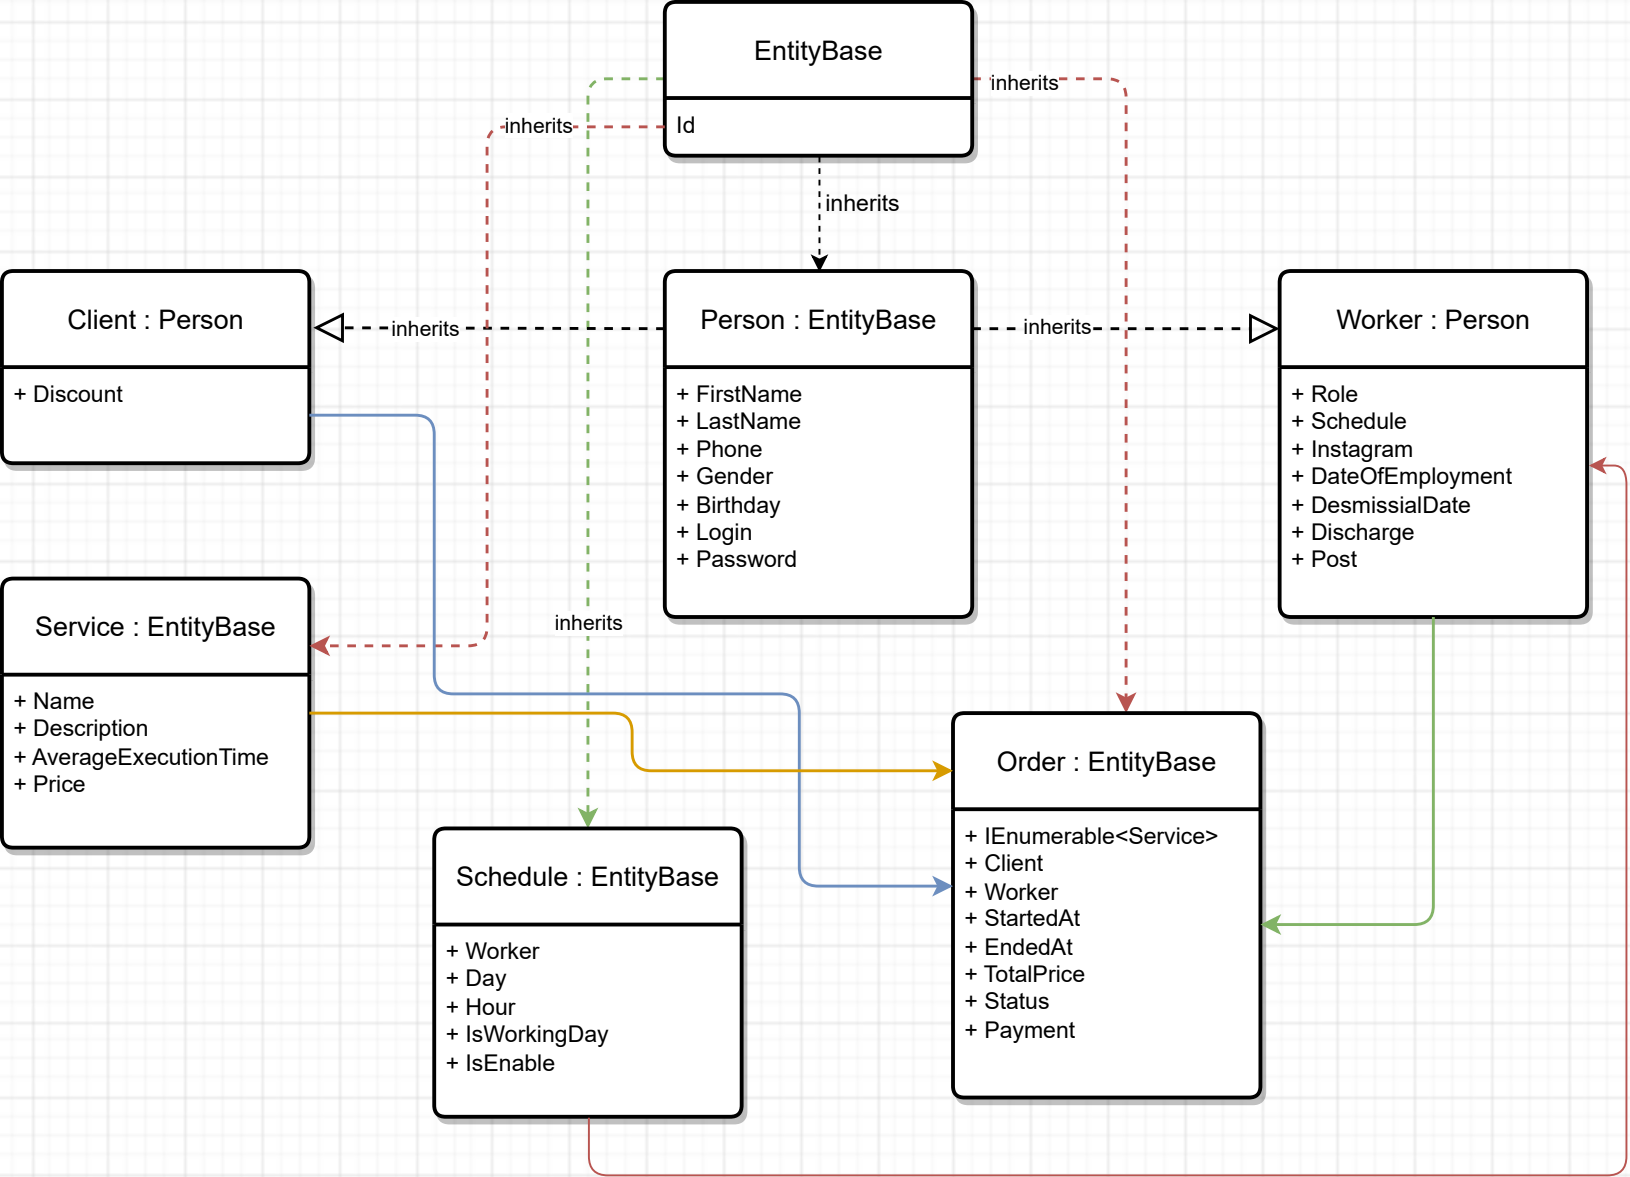 EntityBase
Id
inherits
inherits
inherits
Client : Person
+ Discount
inherits
Person : EntityBase
+ FirstName
+ LastName
+ Phone
+ Gender
+ Birthday
+ Login
+ Password
inherits
Worker : Person
+ Role
+ Schedule
+ Instagram
+ DateOfEmployment
+ DesmissialDate
+ Discharge
+ Post
Service : EntityBase
+ Name
+ Description
+ AverageExecutionTime
+ Price
inherits
Schedule : EntityBase
+ Worker
+ Day
+ Hour
+ IsWorkingDay
+ IsEnable
Order : EntityBase
+ IEnumerable<Service>
+ Client
+ Worker
+ StartedAt
+ EndedAt
+ TotalPrice
+ Status
+ Payment